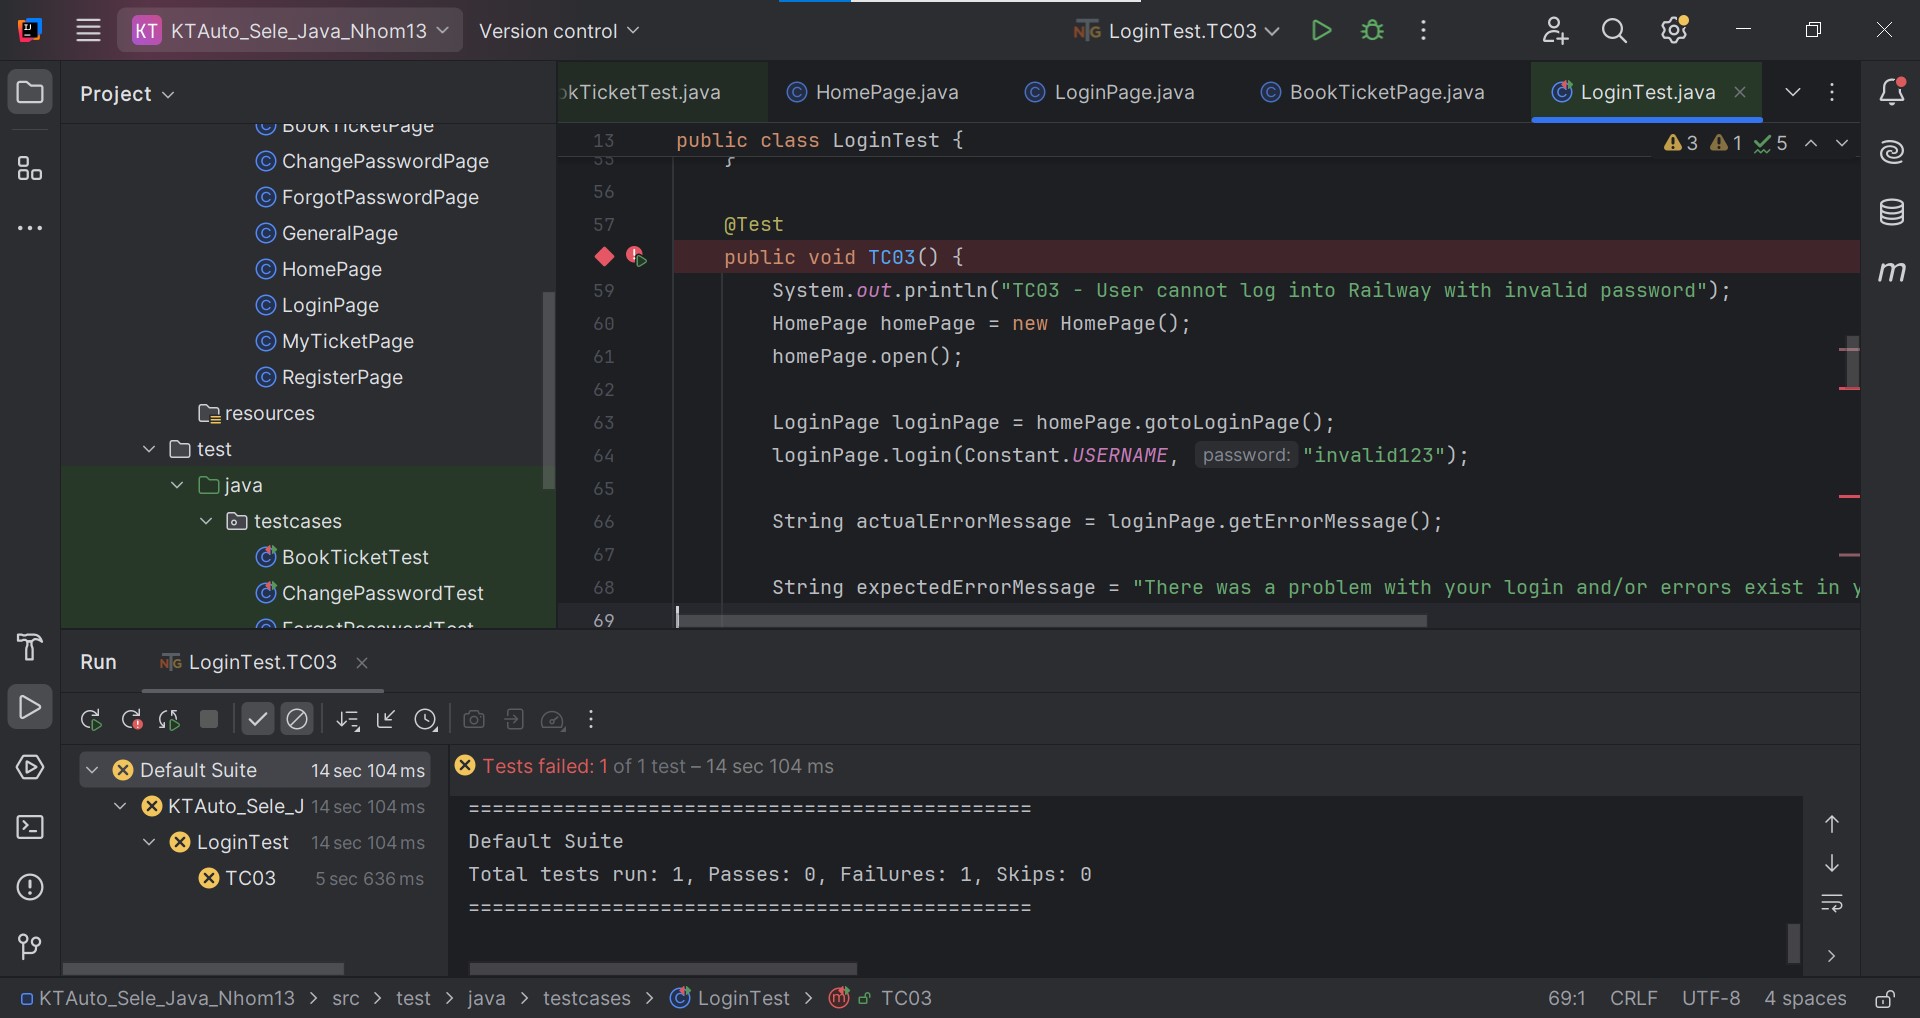 KT KTAuto_Sele_Java_Nhom13 Version control LoginTest.TC03
Project
BookTicketPage
ChangePasswordPage
ForgotPasswordPage
GeneralPage
HomePage
LoginPage
MyTicketPage
RegisterPage
resources
test
java
testcases
BookTicketTest
ChangePasswordTest
ForgotPasswordTest
okTicketTest.java HomePage.java LoginPage.java BookTicketPage.java LoginTest.java
13 public class LoginTest { 3 1 5
55 }
56
57 @Test
public void TC03() {
59 System.out.println("TC03 - User cannot log into Railway with invalid password");
60 HomePage homePage = new HomePage();
61 homePage.open();
62
63 LoginPage loginPage = homePage.gotoLoginPage();
64 loginPage.login(Constant.USERNAME, password: "invalid123");
65
66 String actualErrorMessage = loginPage.getErrorMessage();
67
68 String expectedErrorMessage = "There was a problem with your login and/or errors exist in y
69
Run LoginTest.TC03
Default Suite 14 sec 104 ms
KTAuto_Sele_J 14 sec 104 ms
LoginTest 14 sec 104 ms
TC03 5 sec 636 ms
Tests failed: 1 of 1 test – 14 sec 104 ms
===============================================
Default Suite
Total tests run: 1, Passes: 0, Failures: 1, Skips: 0
===============================================
KTAuto_Sele_Java_Nhom13 > src > test > java > testcases > LoginTest > TC03 69:1 CRLF UTF-8 4 spaces